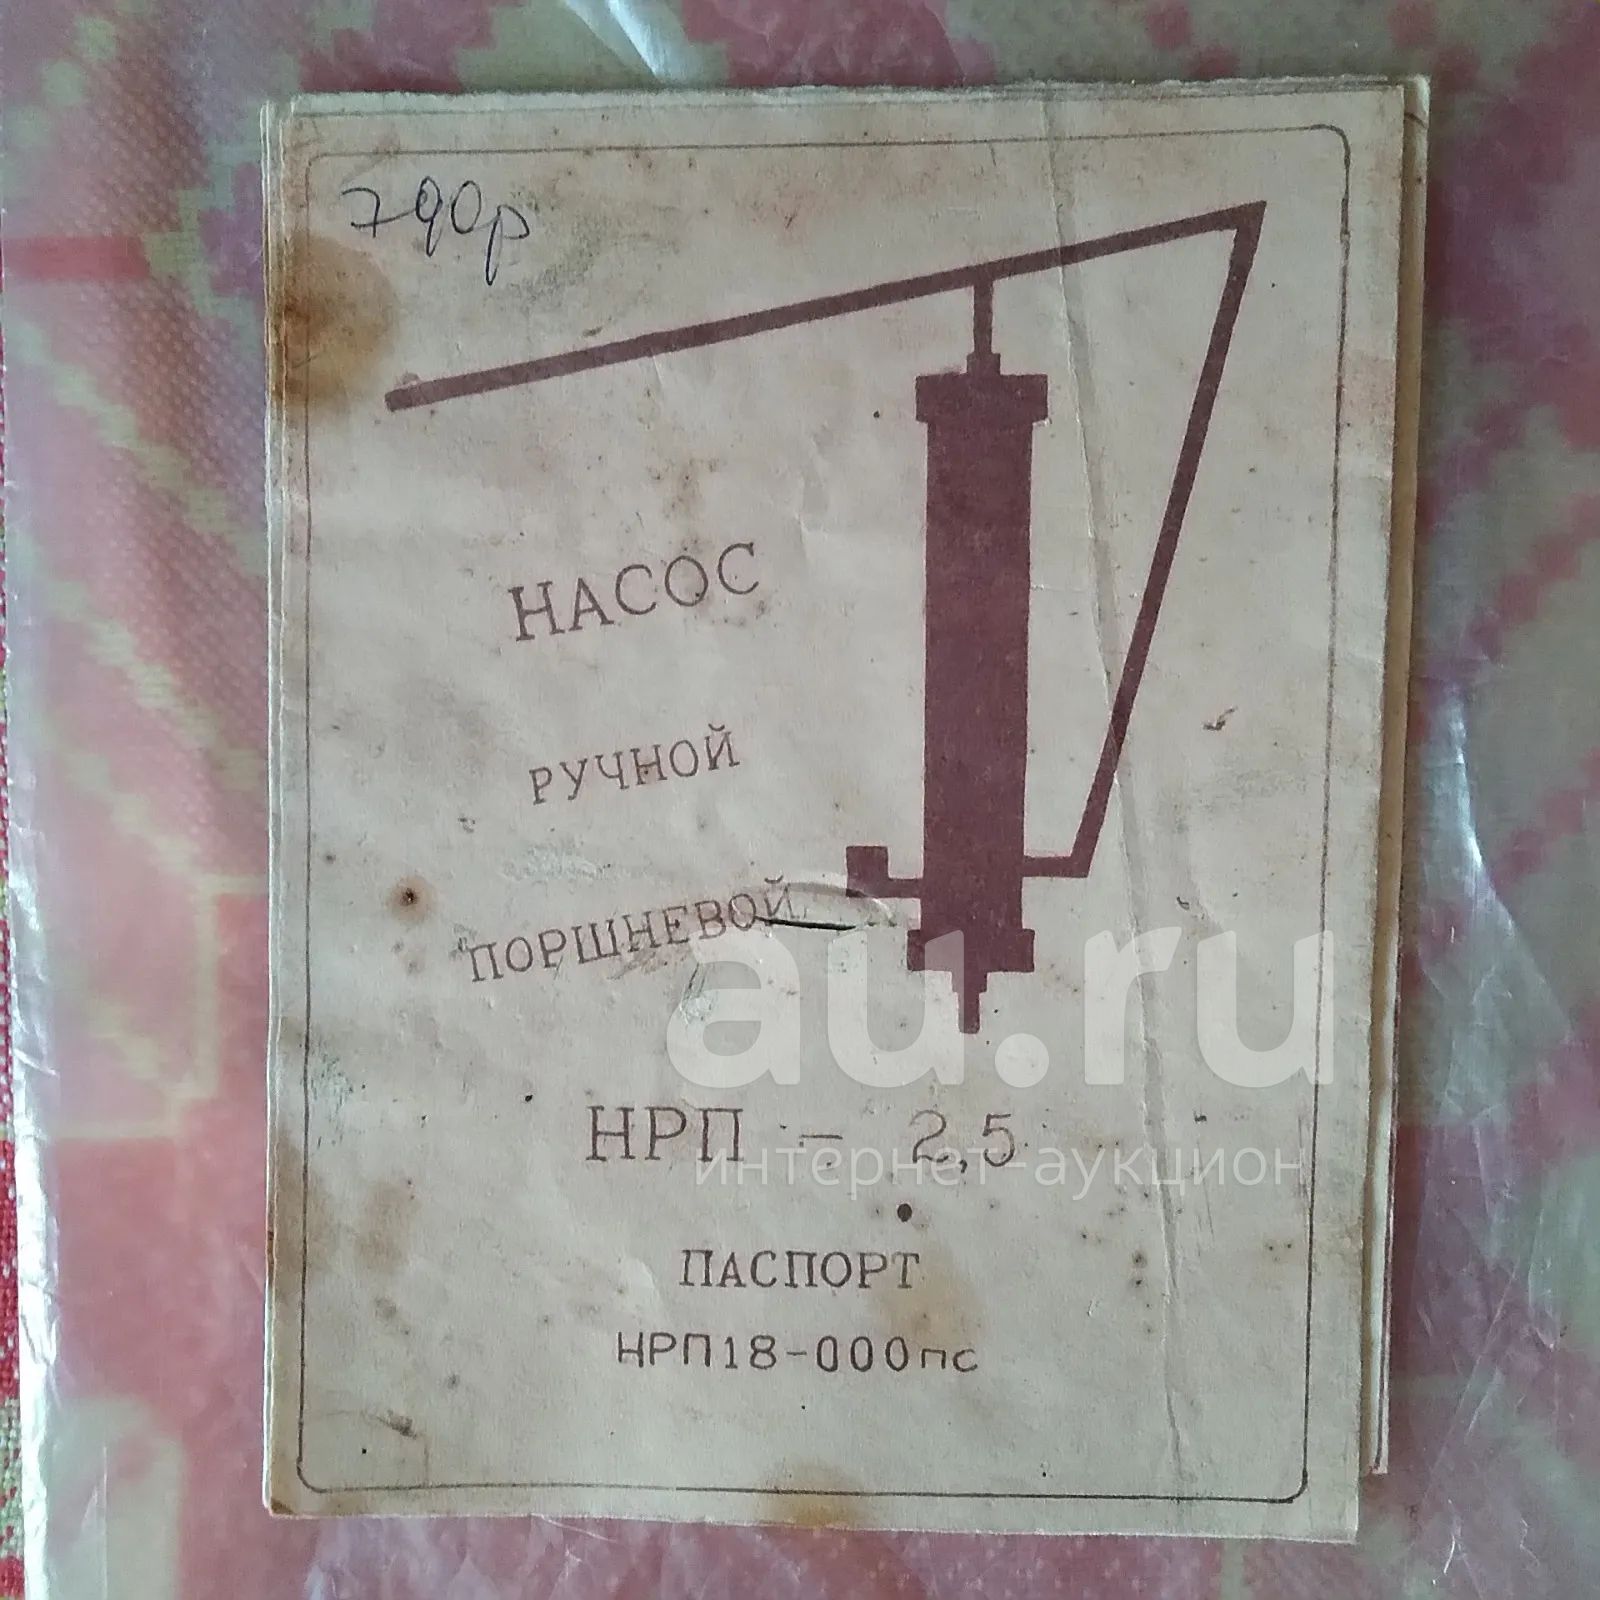 790р
НАСОС
РУЧНОЙ
ПОРШНЕВОЙ
au.ru
НРП - 2,5
интернет-аукцион
ПАСПОРТ
НРП18-000пс